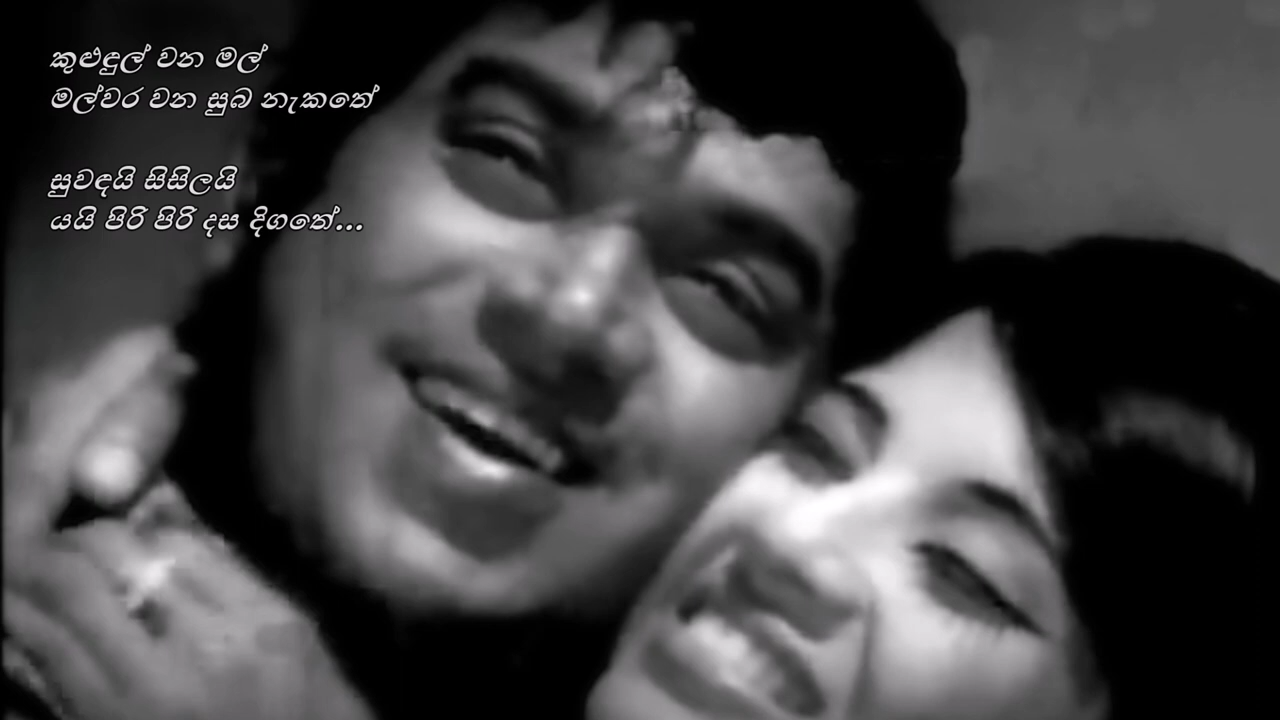 කුළුඳුල් වන මල්
මල්වර වන සුබ නැකතේ
සුවඳයි සිසිලයි
යයි පිරි පිරි දස දිගතේ...